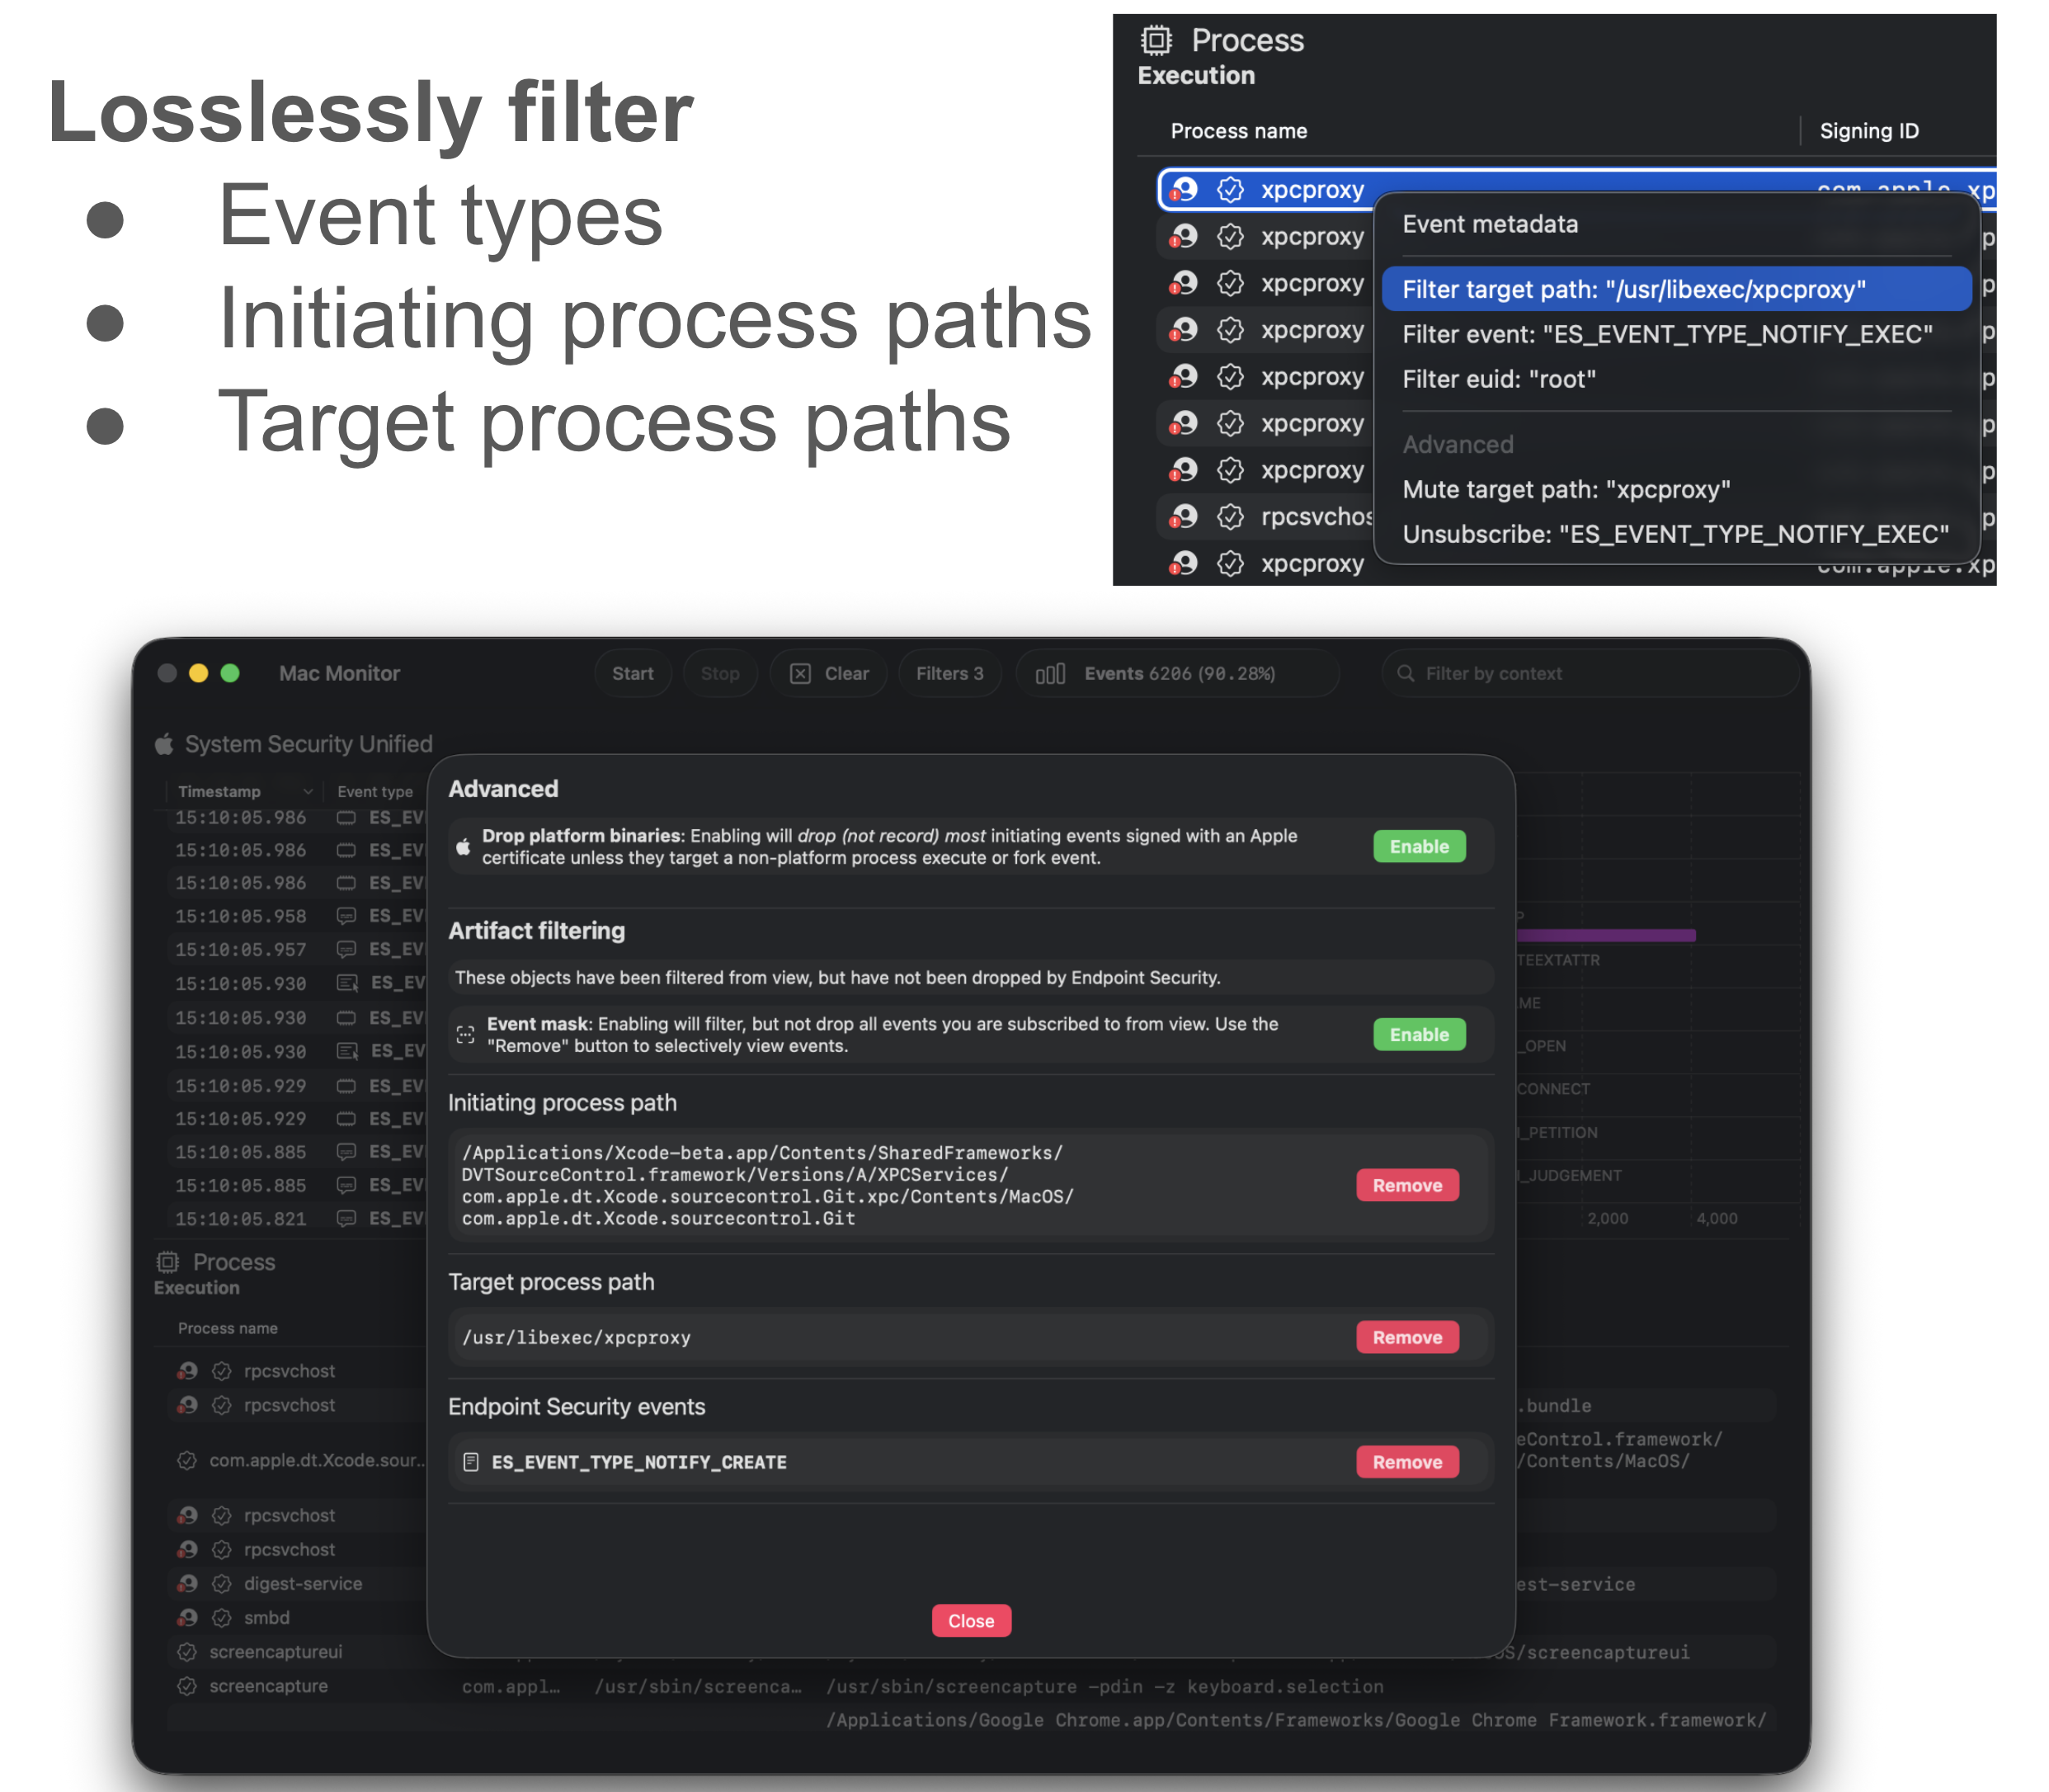 Losslessly filter
● Event types
● Initiating process paths
● Target process paths
Process
Execution
Process name Signing ID
xpcproxy
xpcproxy
xpcproxy
xpcproxy
xpcproxy
xpcproxy
xpcproxy
xpcproxy
Event metadata
Filter target path: "/usr/libexec/xpcproxy"
Filter event: "ES_EVENT_TYPE_NOTIFY_EXEC"
Filter euid: "root"
Advanced
Mute target path: "xpcproxy"
Unsubscribe: "ES_EVENT_TYPE_NOTIFY_EXEC"
Mac Monitor Start Stop Clear Filters 3 Events 6206 (90.28%) Filter by context
System Security Unified
Timestamp Event type
15:10:05.986 ES_EV
15:10:05.986 ES_EV
15:10:05.986 ES_EV
15:10:05.958 ES_EV
15:10:05.957 ES_EV
15:10:05.930 ES_EV
15:10:05.930 ES_EV
15:10:05.930 ES_EV
15:10:05.929 ES_EV
15:10:05.929 ES_EV
15:10:05.885 ES_EV
15:10:05.885 ES_EV
15:10:05.821 ES_EV
TEEXTATTR
ME
_OPEN
CONNECT
_PETITION
_JUDGEMENT
2,000 4,000
Advanced
Drop platform binaries: Enabling will drop (not record) most initiating events signed with an Apple
certificate unless they target a non-platform process execute or fork event.
Enable
Artifact filtering
These objects have been filtered from view, but have not been dropped by Endpoint Security.
Event mask: Enabling will filter, but not drop all events you are subscribed to from view. Use the
"Remove" button to selectively view events.
Enable
Initiating process path
/Applications/Xcode-beta.app/Contents/SharedFrameworks/
DVTSourceControl.framework/Versions/A/XPCServices/
com.apple.dt.Xcode.sourcecontrol.Git.xpc/Contents/MacOS/
com.apple.dt.Xcode.sourcecontrol.Git
Remove
Target process path
/usr/libexec/xpcproxy Remove
Endpoint Security events
ES_EVENT_TYPE_NOTIFY_CREATE Remove
Close
Process
Execution
Process name
rpcsvchost
rpcsvchost .bundle
com.apple.dt.Xcode.sour... eControl.framework/
/Contents/MacOS/
rpcsvchost
rpcsvchost
digest-service est-service
smbd
screencaptureui OS/screencaptureui
screencapture com.appl... /usr/sbin/screenca... /usr/sbin/screencapture -pdin -z keyboard.selection
/Applications/Google Chrome.app/Contents/Frameworks/Google Chrome Framework.framework/